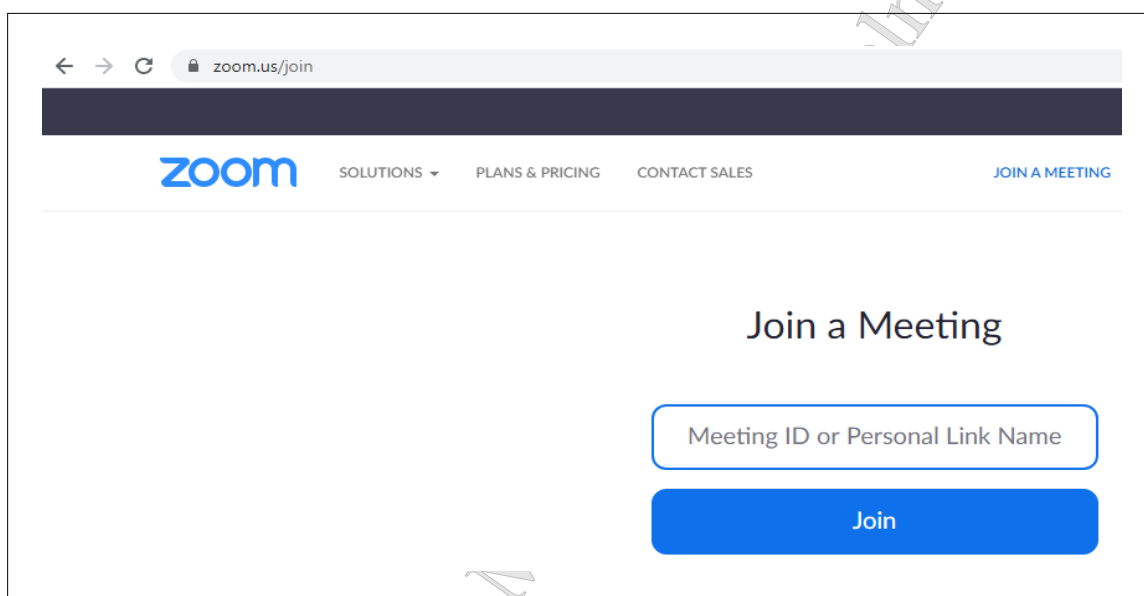 zoom.us/join
zoom SOLUTIONS PLANS & PRICING CONTACT SALES JOIN A MEETING
Join a Meeting
Meeting ID or Personal Link Name
Join